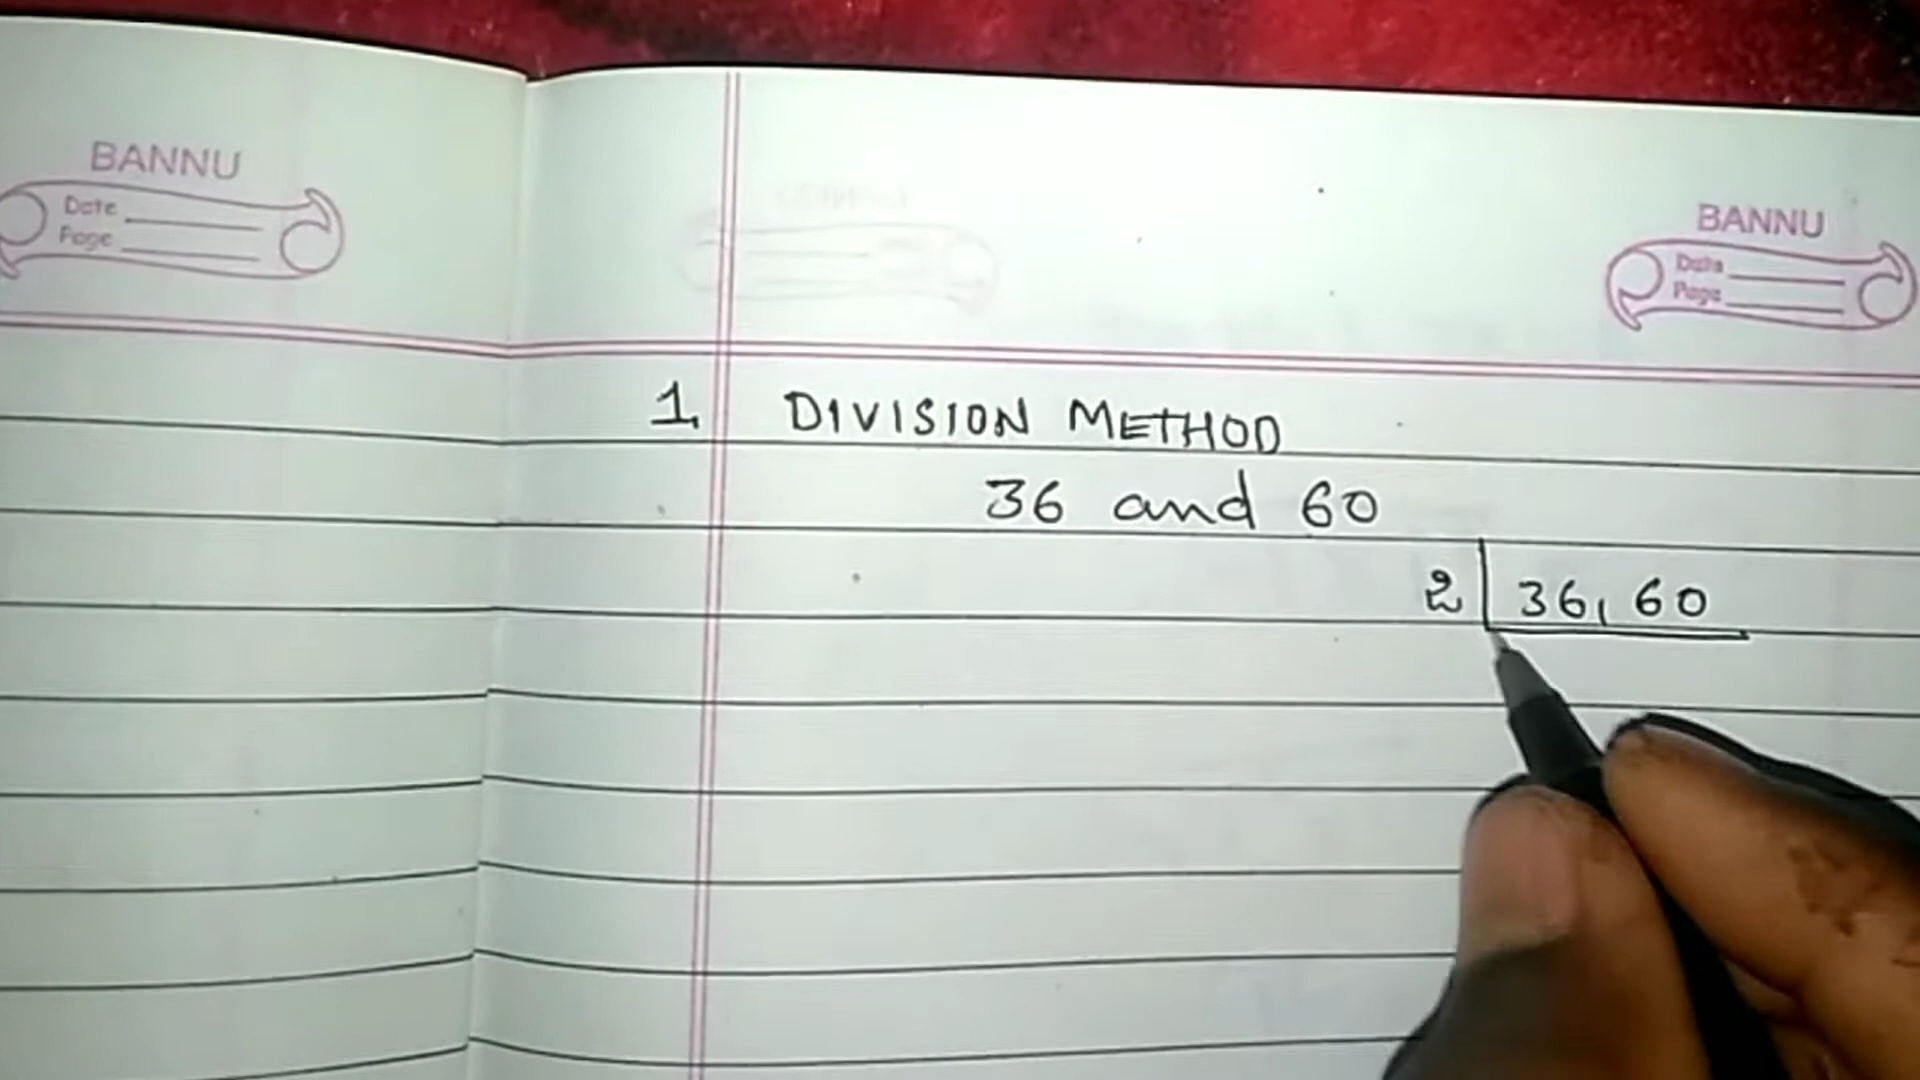 BANNU
Date
Page
BANNU
Date
Page
1. DIVISION METHOD
36 and 60
2 36, 60